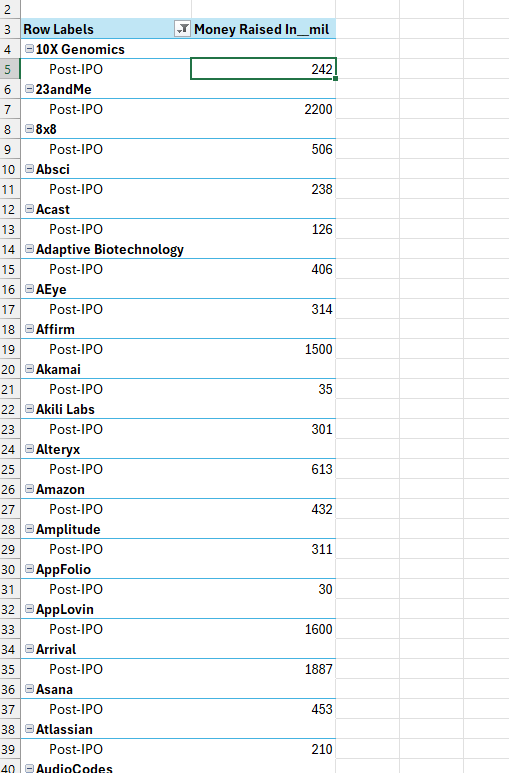 2
3 Row Labels Money Raised In__mil
4 10X Genomics
5 Post-IPO 242
6 23andMe
7 Post-IPO 2200
8 8x8
9 Post-IPO 506
10 Absci
11 Post-IPO 238
12 Acast
13 Post-IPO 126
14 Adaptive Biotechnology
15 Post-IPO 406
16 AEye
17 Post-IPO 314
18 Affirm
19 Post-IPO 1500
20 Akamai
21 Post-IPO 35
22 Akili Labs
23 Post-IPO 301
24 Alteryx
25 Post-IPO 613
26 Amazon
27 Post-IPO 432
28 Amplitude
29 Post-IPO 311
30 AppFolio
31 Post-IPO 30
32 AppLovin
33 Post-IPO 1600
34 Arrival
35 Post-IPO 1887
36 Asana
37 Post-IPO 453
38 Atlassian
39 Post-IPO 210
40 AudioCodes